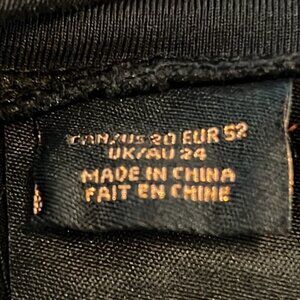 CAN/US 20 EUR 52
UK/AU 24
MADE IN CHINA
FAIT EN CHINE